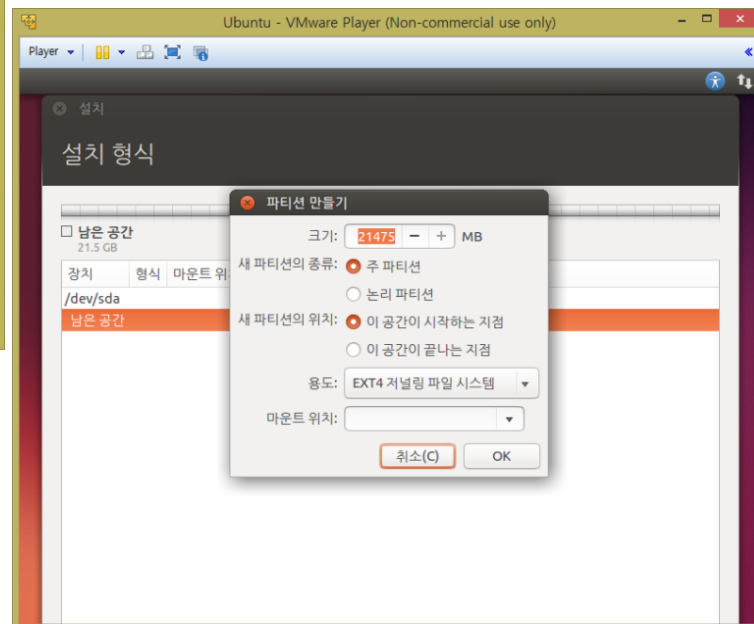 Ubuntu - VMware Player (Non-commercial use only)
Player
설치
설치 형식
남은 공간
21.5 GB
장치 형식 마운트 위
/dev/sda
남은 공간
파티션 만들기
크기: 21475 − + MB
새 파티션의 종류: 주 파티션
논리 파티션
새 파티션의 위치: 이 공간이 시작하는 지점
이 공간이 끝나는 지점
용도: EXT4 저널링 파일 시스템
마운트 위치:
취소(C) OK